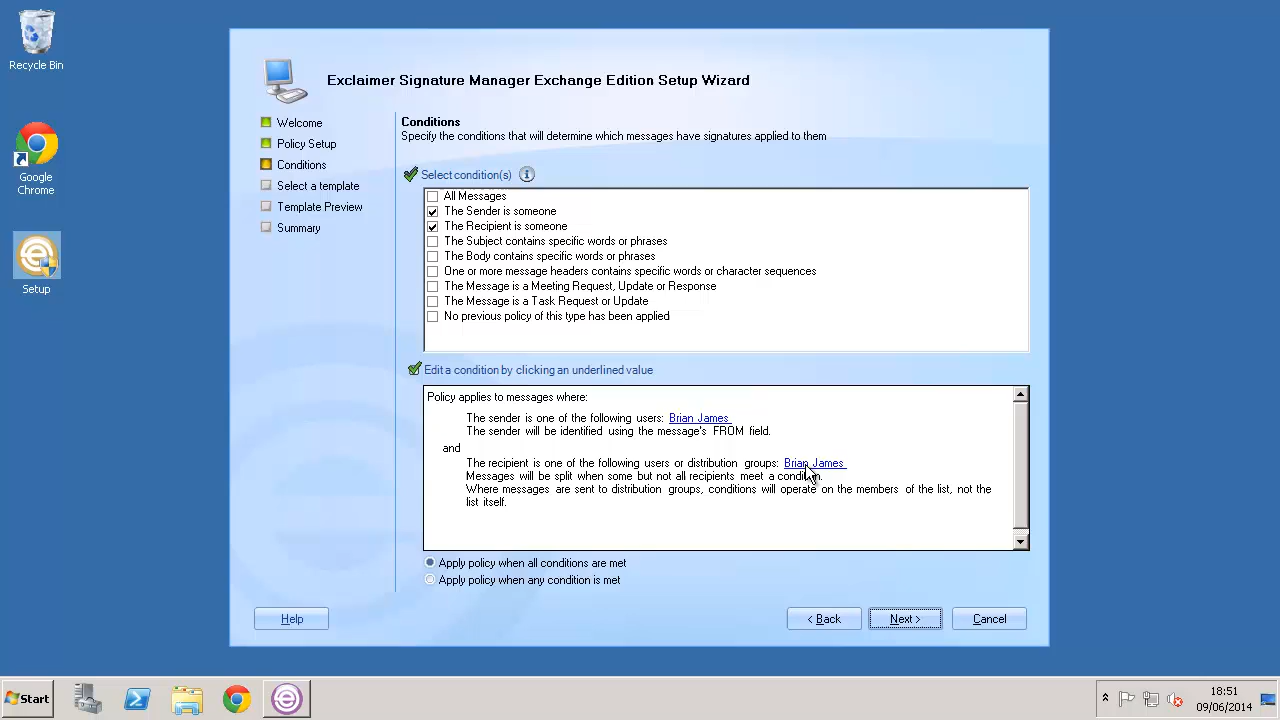 Recycle Bin
Google
Chrome
Setup
Exclaimer Signature Manager Exchange Edition Setup Wizard
Welcome
Policy Setup
Conditions
Select a template
Template Preview
Summary
Conditions
Specify the conditions that will determine which messages have signatures applied to them
Select condition(s)
All Messages
The Sender is someone
The Recipient is someone
The Subject contains specific words or phrases
The Body contains specific words or phrases
One or more message headers contains specific words or character sequences
The Message is a Meeting Request, Update or Response
The Message is a Task Request or Update
No previous policy of this type has been applied
Edit a condition by clicking an underlined value
Policy applies to messages where:
The sender is one of the following users: Brian James
The sender will be identified using the message's FROM field.
and
The recipient is one of the following users or distribution groups: Brian James
Messages will be split when some but not all recipients meet a condition.
Where messages are sent to distribution groups, conditions will operate on the members of the list, not the
list itself.
Apply policy when all conditions are met
Apply policy when any condition is met
Help
< Back
Next >
Cancel
Start
18:51
09/06/2014